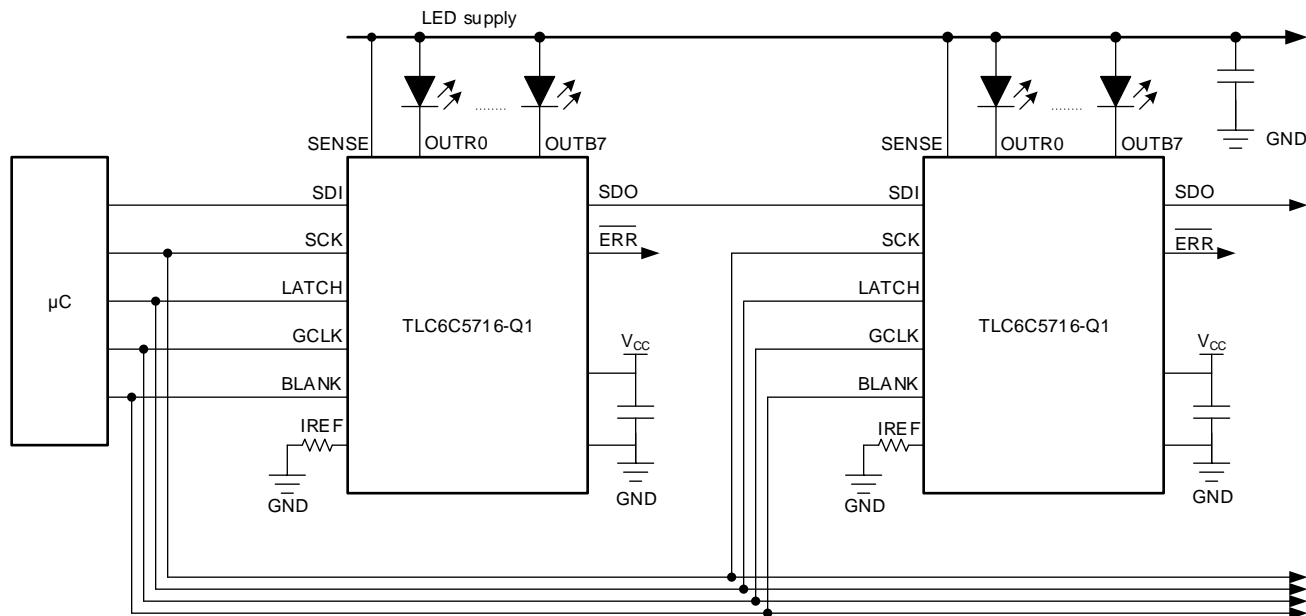 LED supply
SENSE
OUTR0
........
OUTB7
SENSE
OUTR0
........
OUTB7
GND
SDI
SDO
SDI
SDO
SCK
ERR
SCK
ERR
µC
LATCH
TLC6C5716-Q1
LATCH
TLC6C5716-Q1
GCLK
VCC
GCLK
VCC
BLANK
BLANK
IREF
IREF
GND
GND
GND
GND